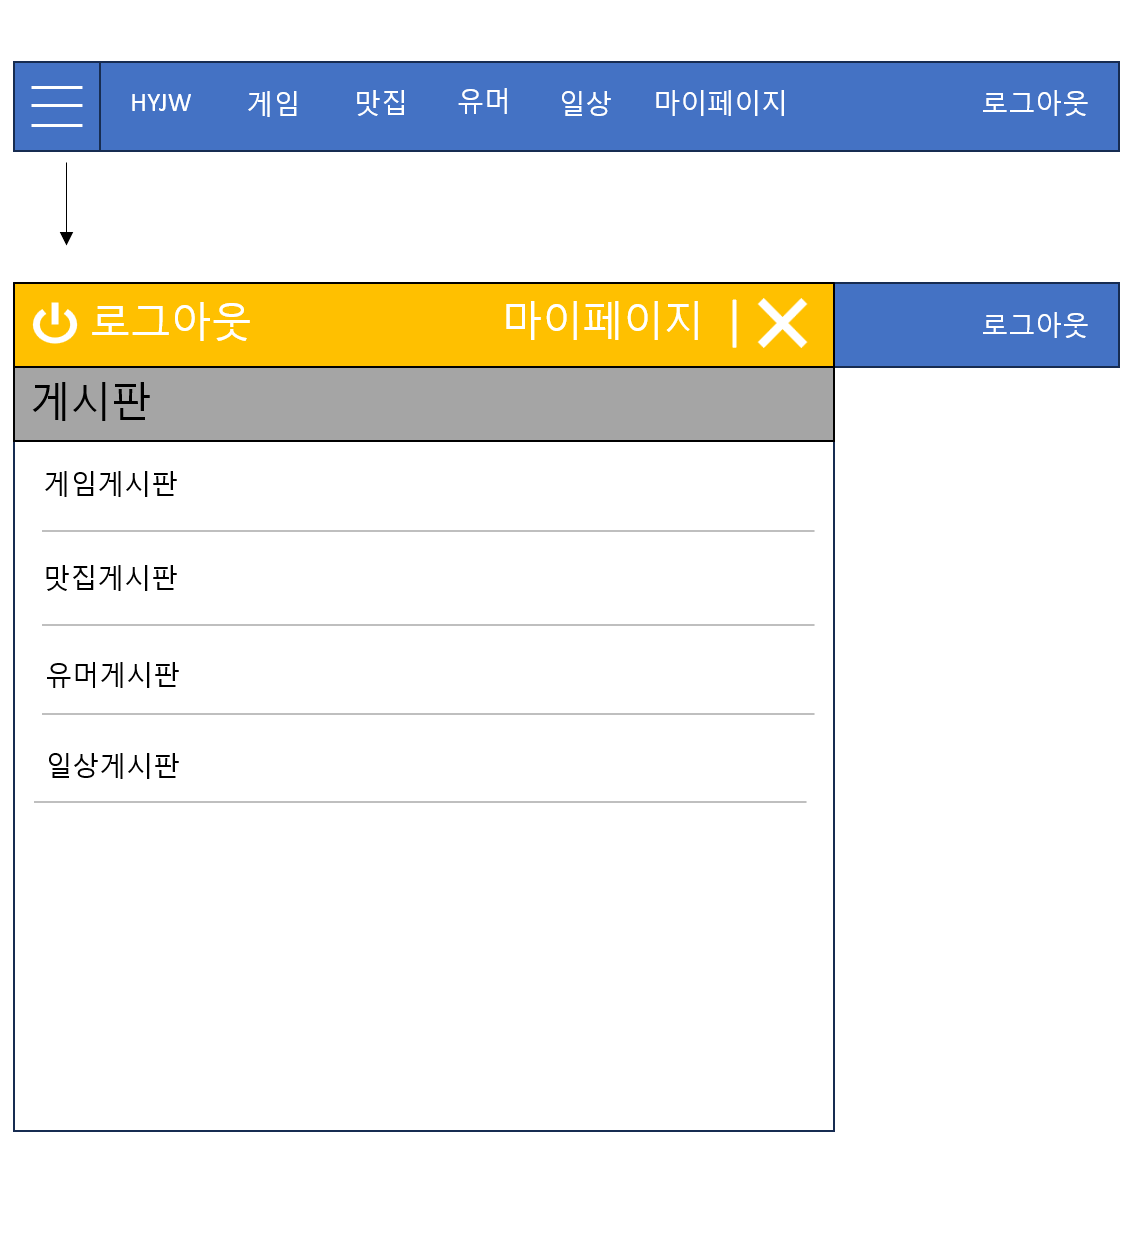 HYJW 게임 맛집 유머 일상 마이페이지 로그아웃
로그아웃 마이페이지 | 로그아웃
게시판
게임게시판
맛집게시판
유머게시판
일상게시판